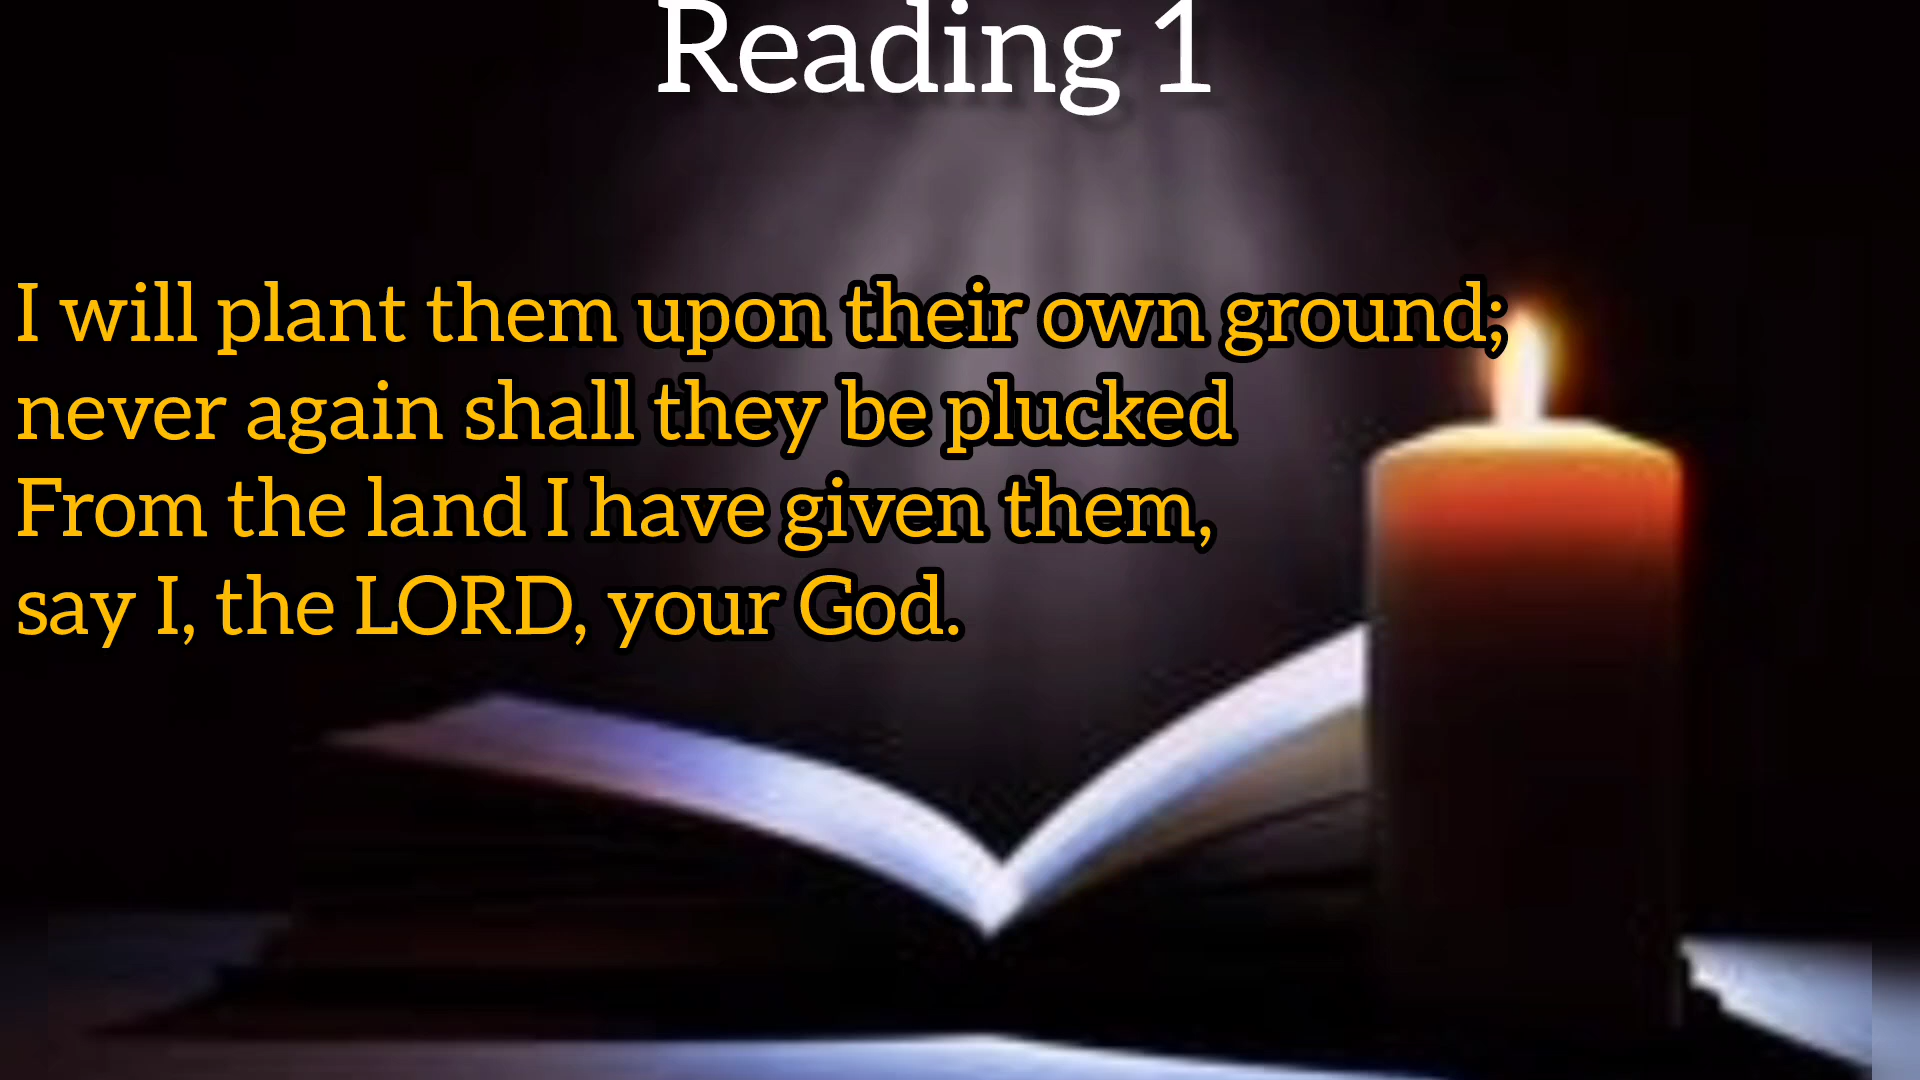 Reading 1
I will plant them upon their own ground;
never again shall they be plucked
From the land I have given them,
say I, the LORD, your God.